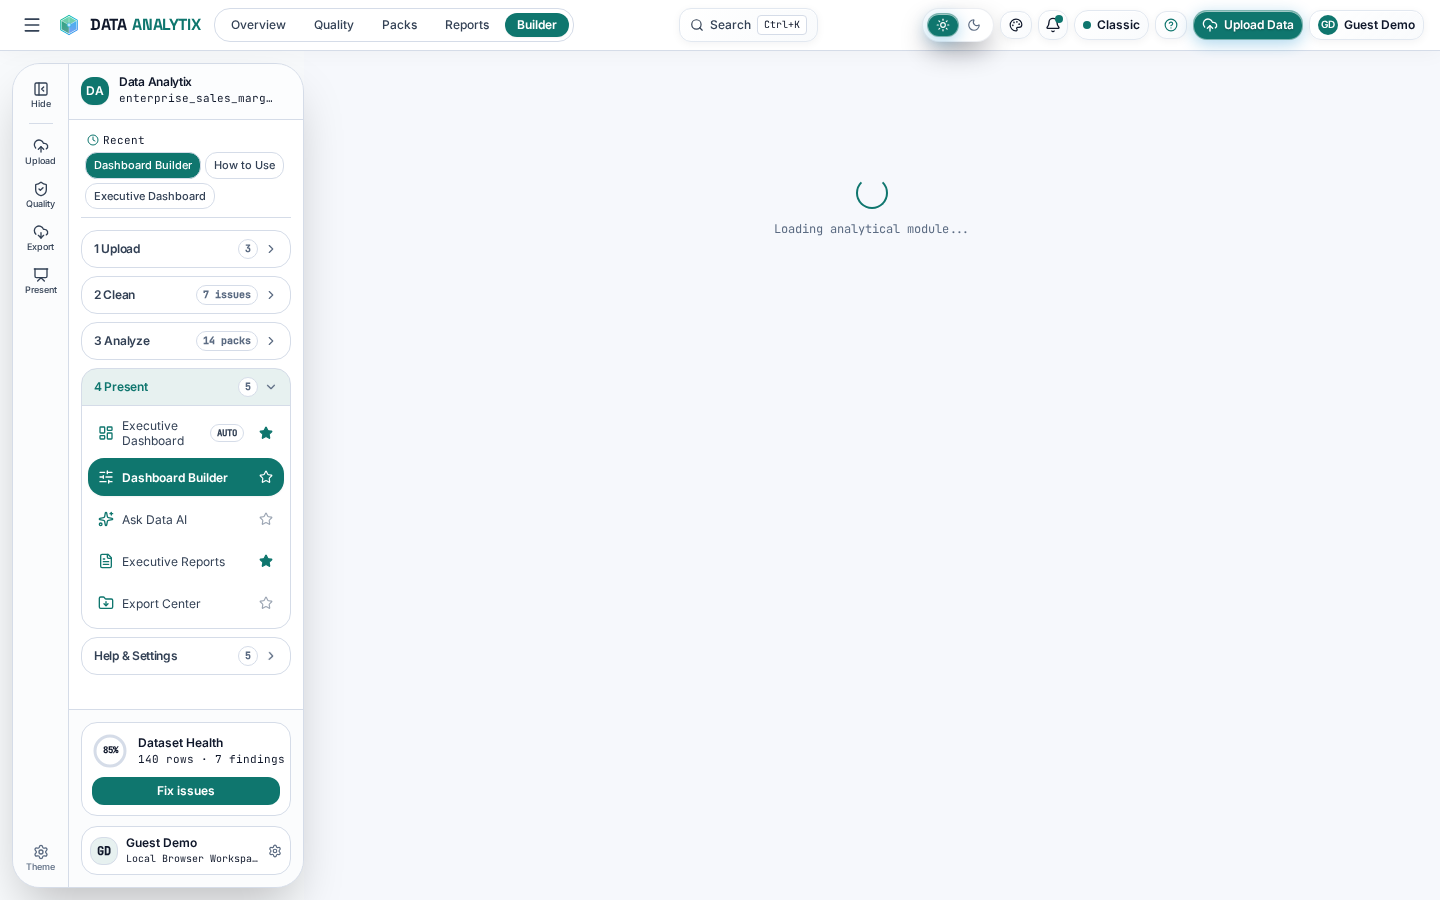 DATA ANALYTIX
Overview
Quality
Packs
Reports
Builder
Search Ctrl+K
Classic
Upload Data
GD Guest Demo
Hide
Upload
Quality
Export
Present
Theme
DA
Data Analytix
enterprise_sales_marg…
Recent
Dashboard Builder
How to Use
Executive Dashboard
1 Upload 3
2 Clean 7 issues
3 Analyze 14 packs
4 Present 5
Executive
Dashboard
AUTO
Dashboard Builder
Ask Data AI
Executive Reports
Export Center
Help & Settings 5
85%
Dataset Health
140 rows · 7 findings
Fix issues
GD
Guest Demo
Local Browser Workspa…
Loading analytical module...